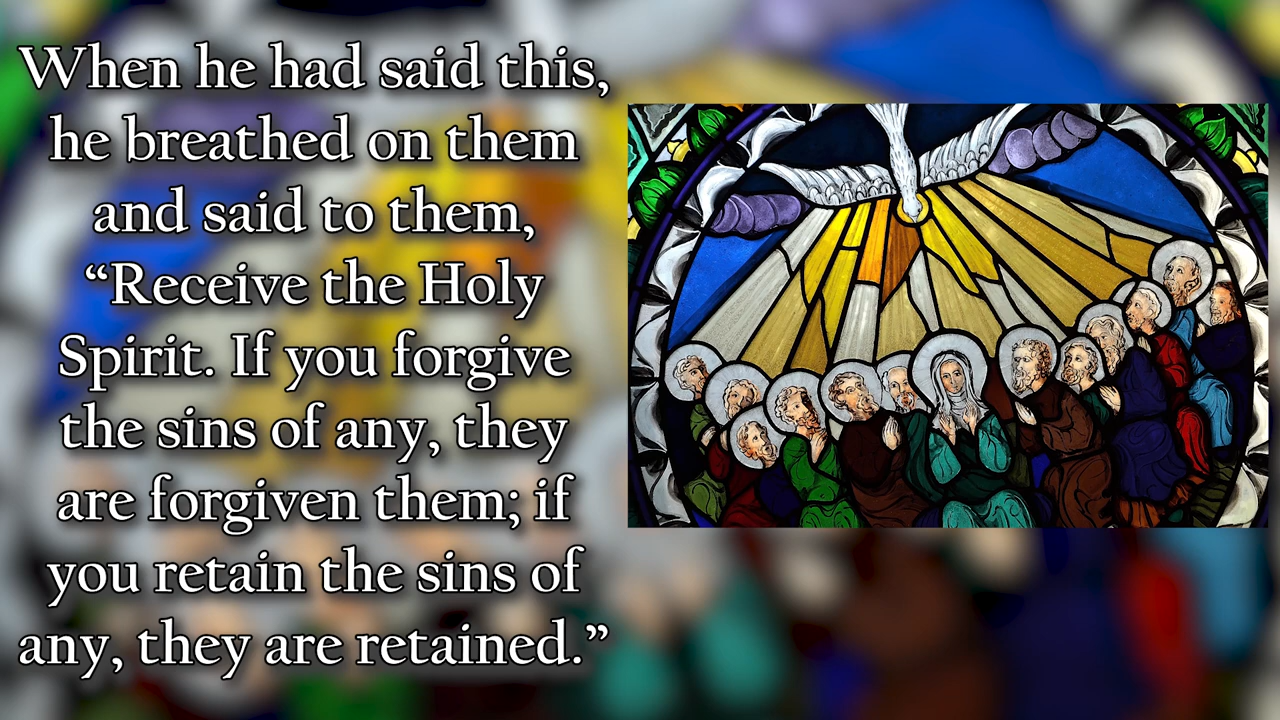 When he had said this,
he breathed on them
and said to them,
“Receive the Holy
Spirit. If you forgive
the sins of any, they
are forgiven them; if
you retain the sins of
any, they are retained.”